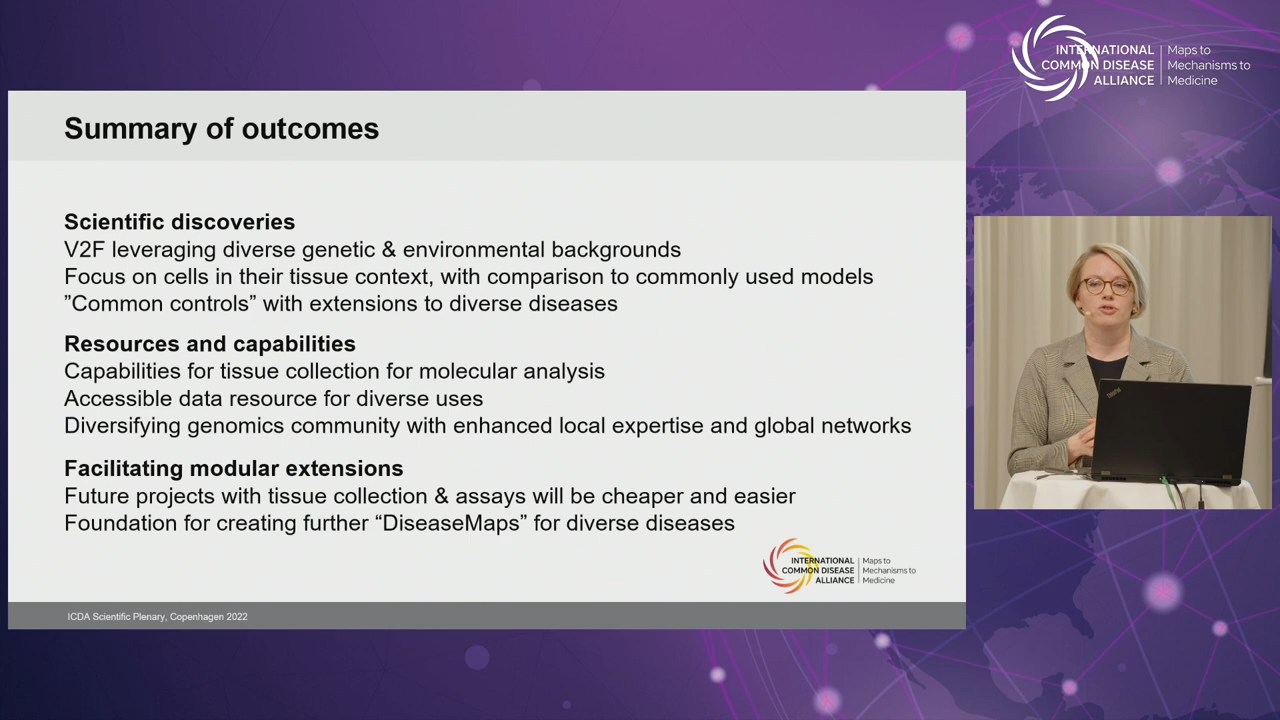 INTERNATIONAL
COMMON DISEASE
ALLIANCE
Maps to
Mechanisms to
Medicine
Summary of outcomes
Scientific discoveries
V2F leveraging diverse genetic & environmental backgrounds
Focus on cells in their tissue context, with comparison to commonly used models
”Common controls” with extensions to diverse diseases
Resources and capabilities
Capabilities for tissue collection for molecular analysis
Accessible data resource for diverse uses
Diversifying genomics community with enhanced local expertise and global networks
Facilitating modular extensions
Future projects with tissue collection & assays will be cheaper and easier
Foundation for creating further “DiseaseMaps” for diverse diseases
INTERNATIONAL
COMMON DISEASE
ALLIANCE
Maps to
Mechanisms to
Medicine
ICDA Scientific Plenary, Copenhagen 2022
ThinkPad